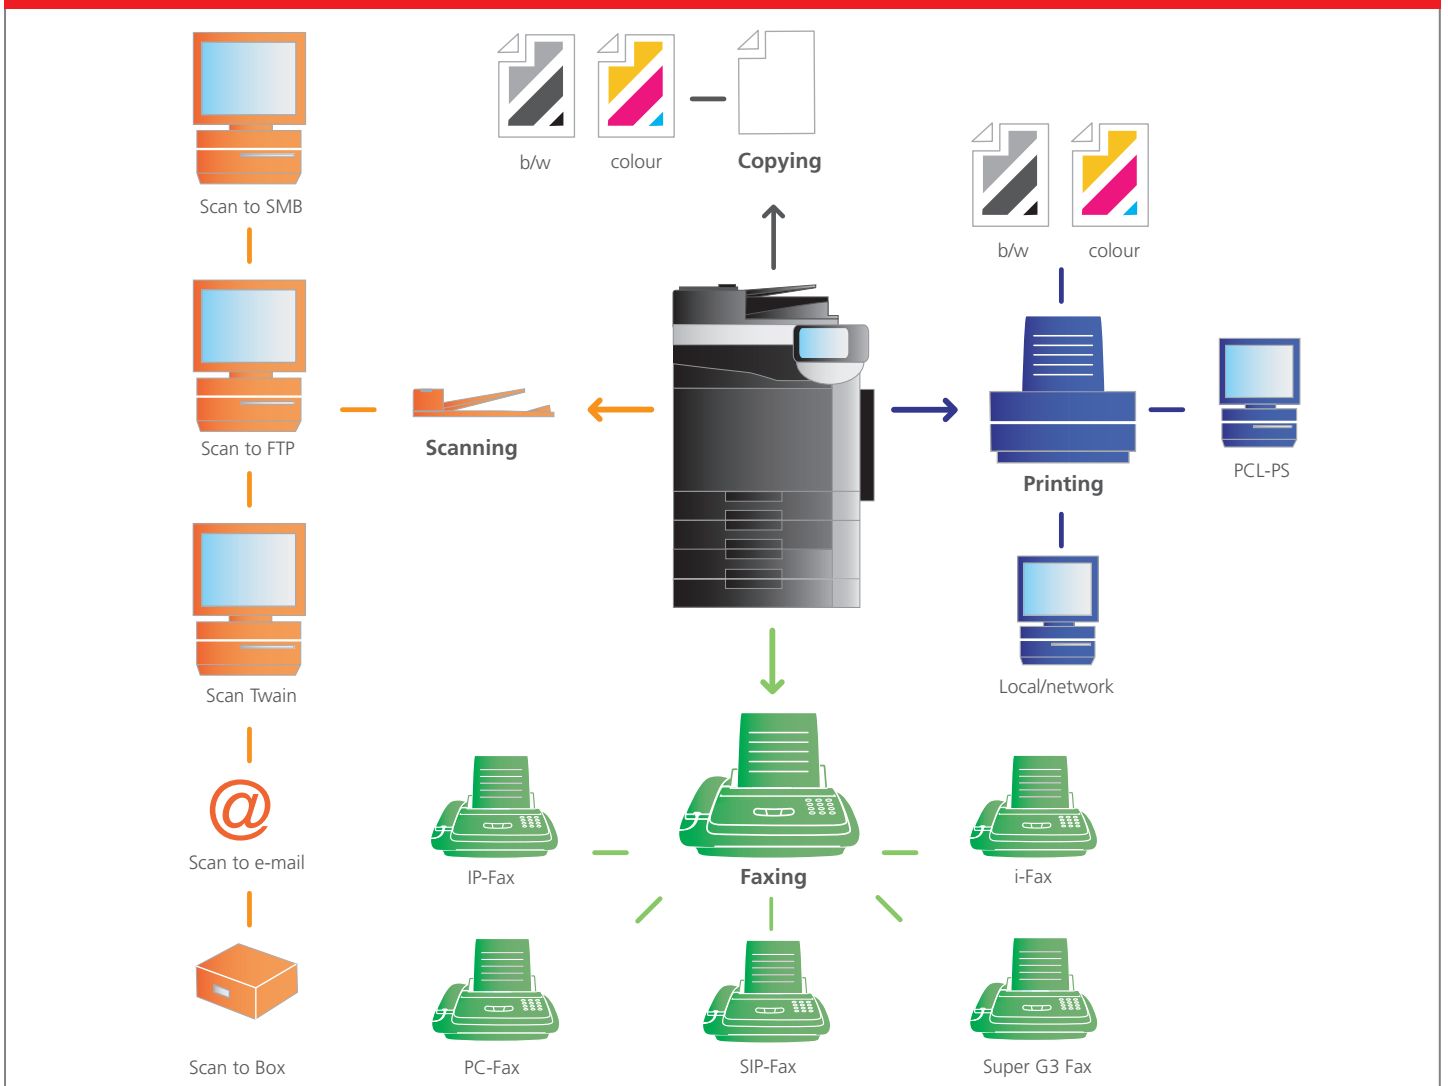 b/w
colour
Copying
Scan to SMB
b/w
colour
Scan to FTP
Scanning
Printing
PCL-PS
Scan Twain
Local/network
Scan to e-mail
IP-Fax
Faxing
i-Fax
Scan to Box
PC-Fax
SIP-Fax
Super G3 Fax